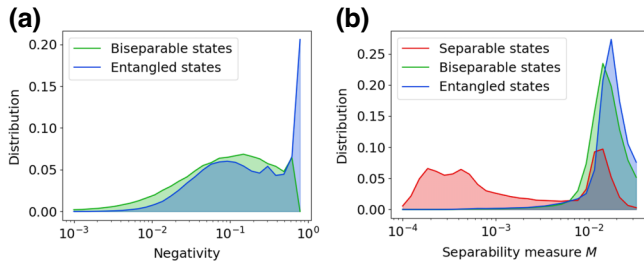 (a)
Biseparable states
Entangled states
0.20
0.15
0.10
0.05
0.00
Distribution
10⁻³
10⁻²
10⁻¹
10⁰
Negativity
(b)
Separable states
Biseparable states
Entangled states
0.25
0.20
0.15
0.10
0.05
0.00
Distribution
10⁻⁴
10⁻³
10⁻²
Separability measure M